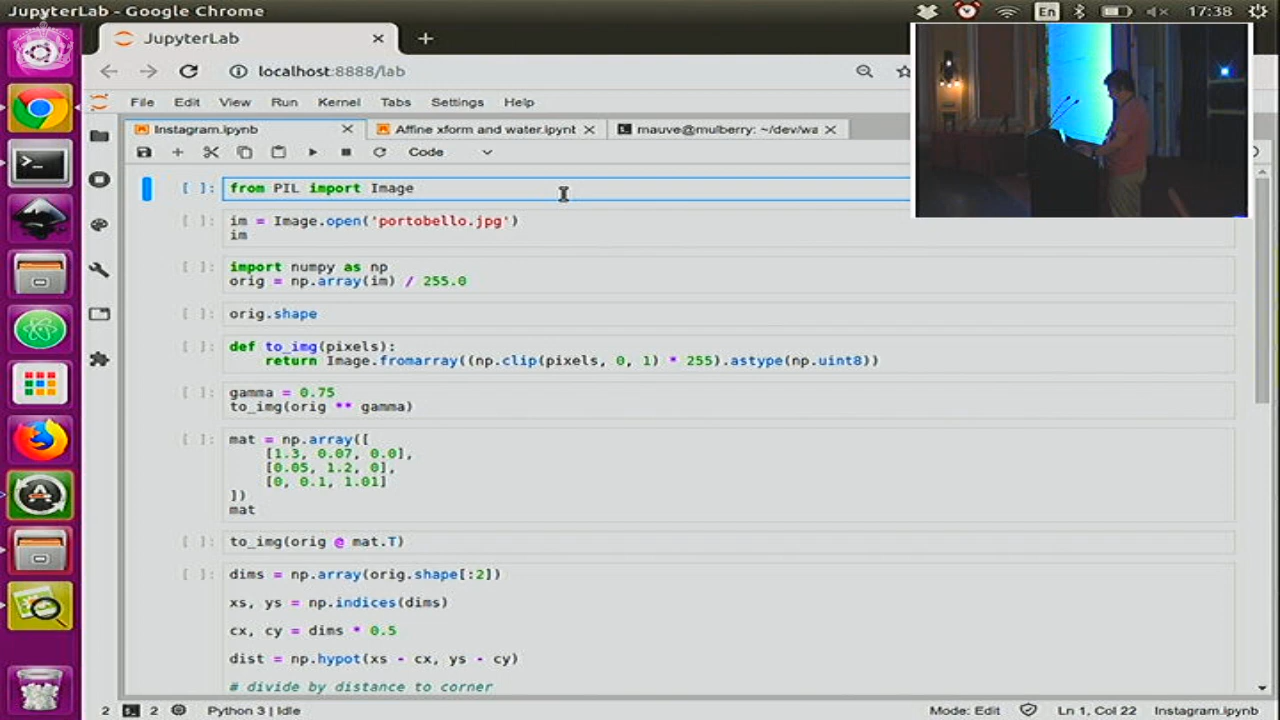 JupyterLab - Google Chrome
En
17:38
JupyterLab
localhost:8888/lab
File Edit View Run Kernel Tabs Settings Help
Instagram.ipynb
Affine xform and water.ipynt
mauve@mulberry: ~/dev/wa
Code
[ ]: from PIL import Image
[ ]: im = Image.open('portobello.jpg')
im
[ ]: import numpy as np
orig = np.array(im) / 255.0
[ ]: orig.shape
[ ]: def to_img(pixels):
return Image.fromarray((np.clip(pixels, 0, 1) * 255).astype(np.uint8))
[ ]: gamma = 0.75
to_img(orig ** gamma)
[ ]: mat = np.array([
[1.3, 0.07, 0.0],
[0.05, 1.2, 0],
[0, 0.1, 1.01]
])
mat
[ ]: to_img(orig @ mat.T)
[ ]: dims = np.array(orig.shape[:2])
xs, ys = np.indices(dims)
cx, cy = dims * 0.5
dist = np.hypot(xs - cx, ys - cy)
# divide by distance to corner
2 2 Python 3 | Idle
Mode: Edit Ln 1, Col 22 Instagram.ipynb